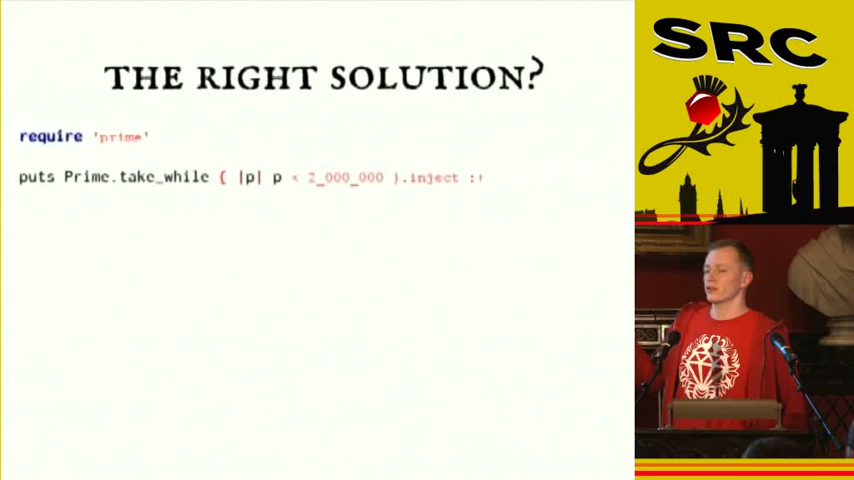 THE RIGHT SOLUTION?
require 'prime'
puts Prime.take_while { |p| p < 2_000_000 }.inject :+
SRC